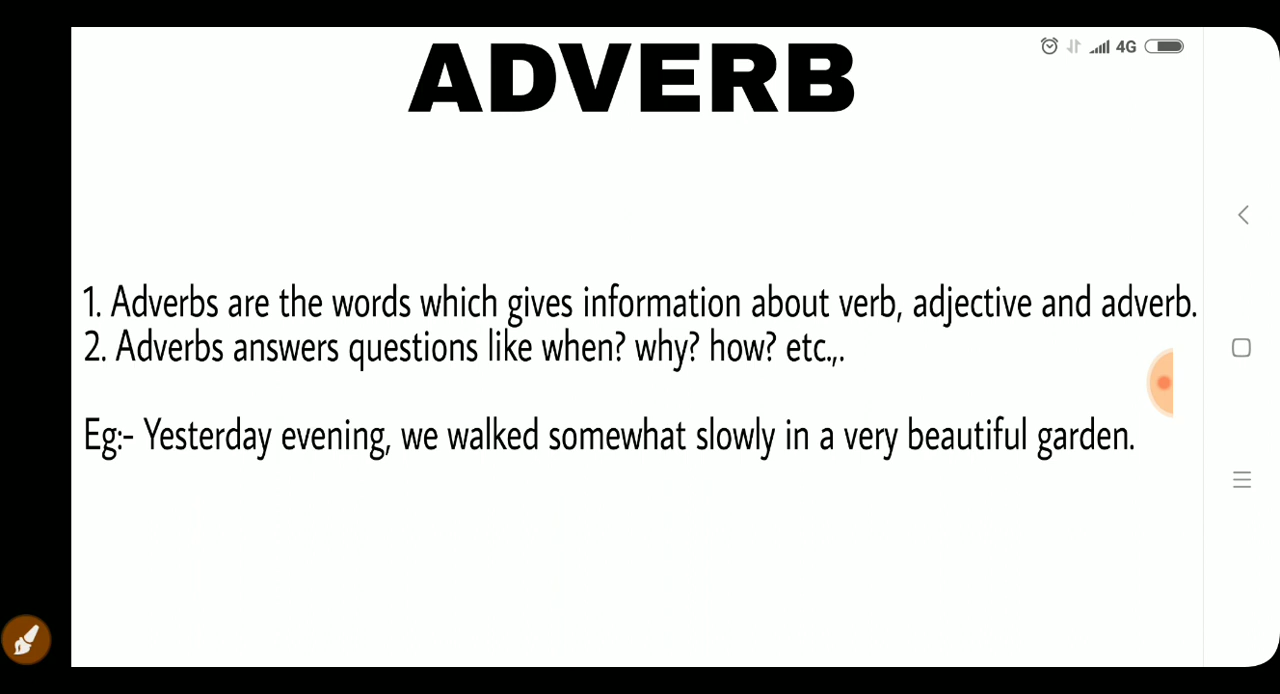 ADVERB
4G
1. Adverbs are the words which gives information about verb, adjective and adverb.
2. Adverbs answers questions like when? why? how? etc.,.
Eg:- Yesterday evening, we walked somewhat slowly in a very beautiful garden.